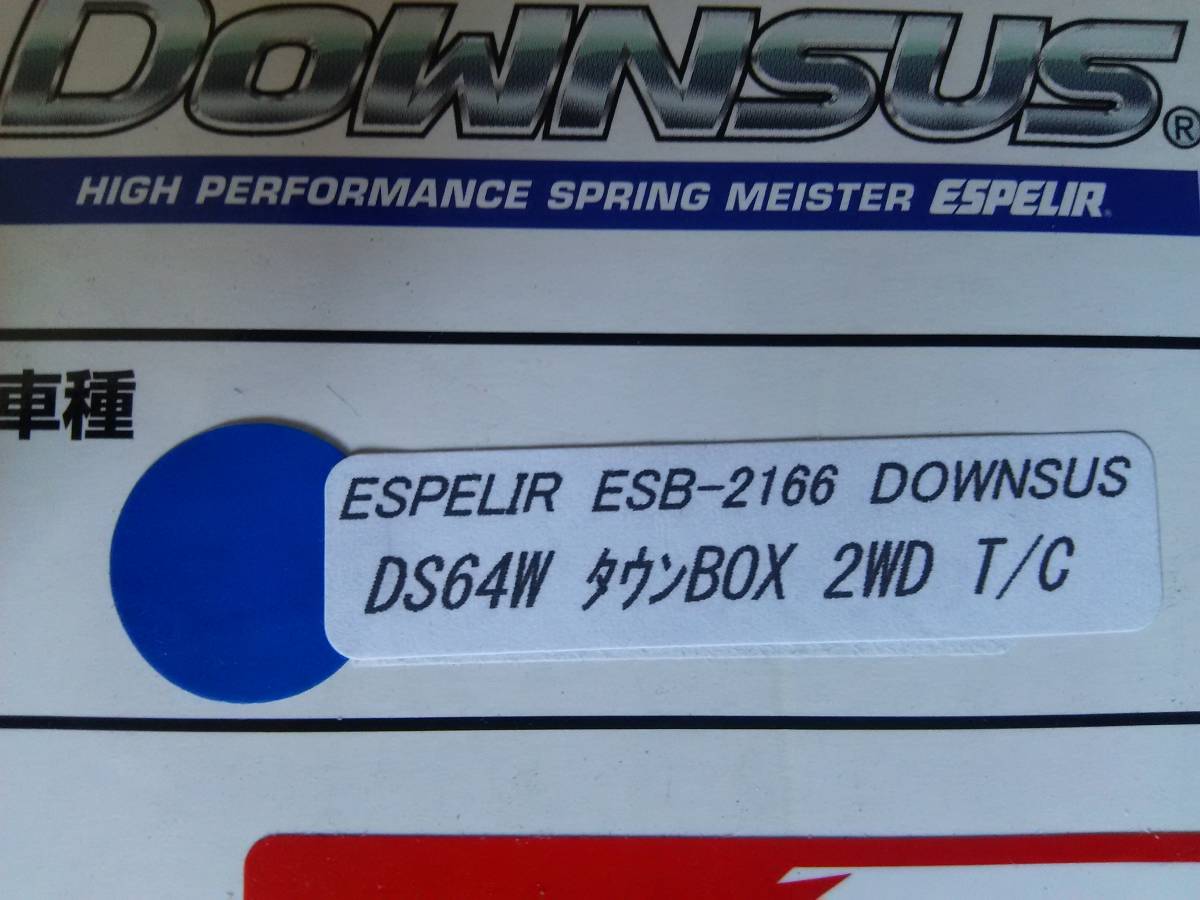 DOWNSUS®
HIGH PERFORMANCE SPRING MEISTER ESPELIR®
車種
ESPELIR ESB-2166 DOWNSUS
DS64W タウンBOX 2WD T/C